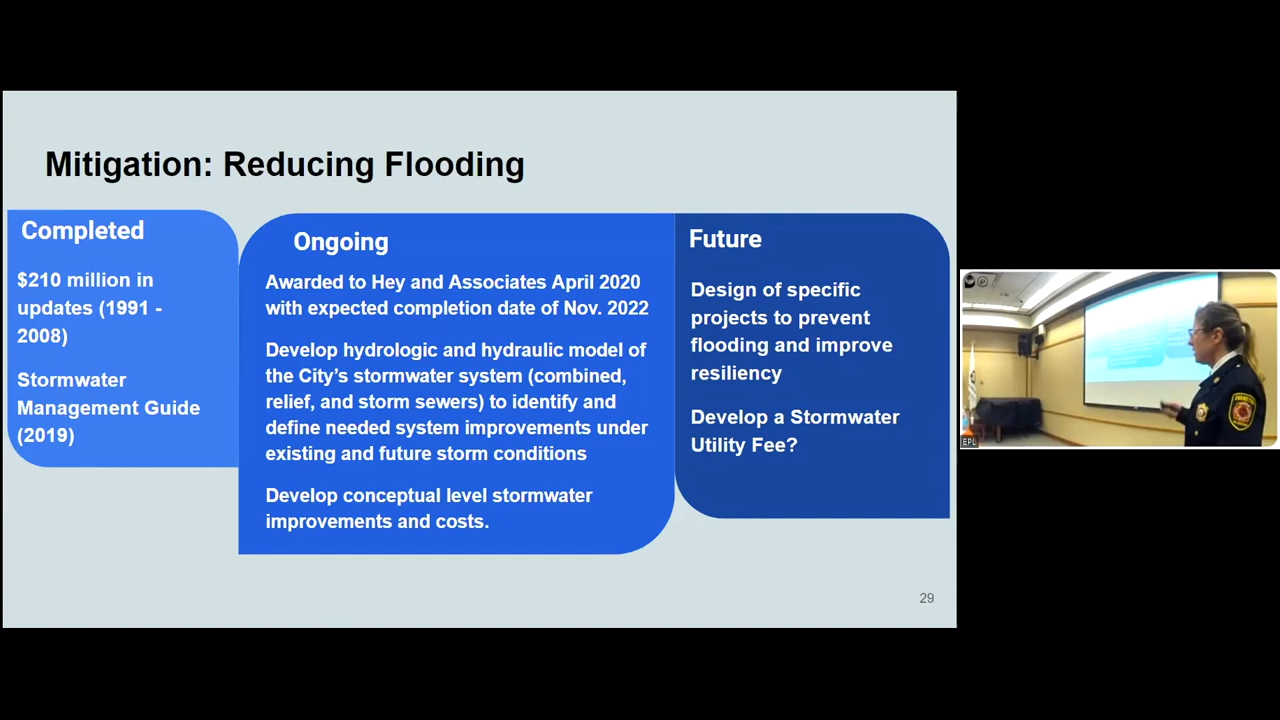 Mitigation: Reducing Flooding
Completed
$210 million in
updates (1991 -
2008)
Stormwater
Management Guide
(2019)
Ongoing
Awarded to Hey and Associates April 2020
with expected completion date of Nov. 2022
Develop hydrologic and hydraulic model of
the City’s stormwater system (combined,
relief, and storm sewers) to identify and
define needed system improvements under
existing and future storm conditions
Develop conceptual level stormwater
improvements and costs.
Future
Design of specific
projects to prevent
flooding and improve
resiliency
Develop a Stormwater
Utility Fee?
29
EPL